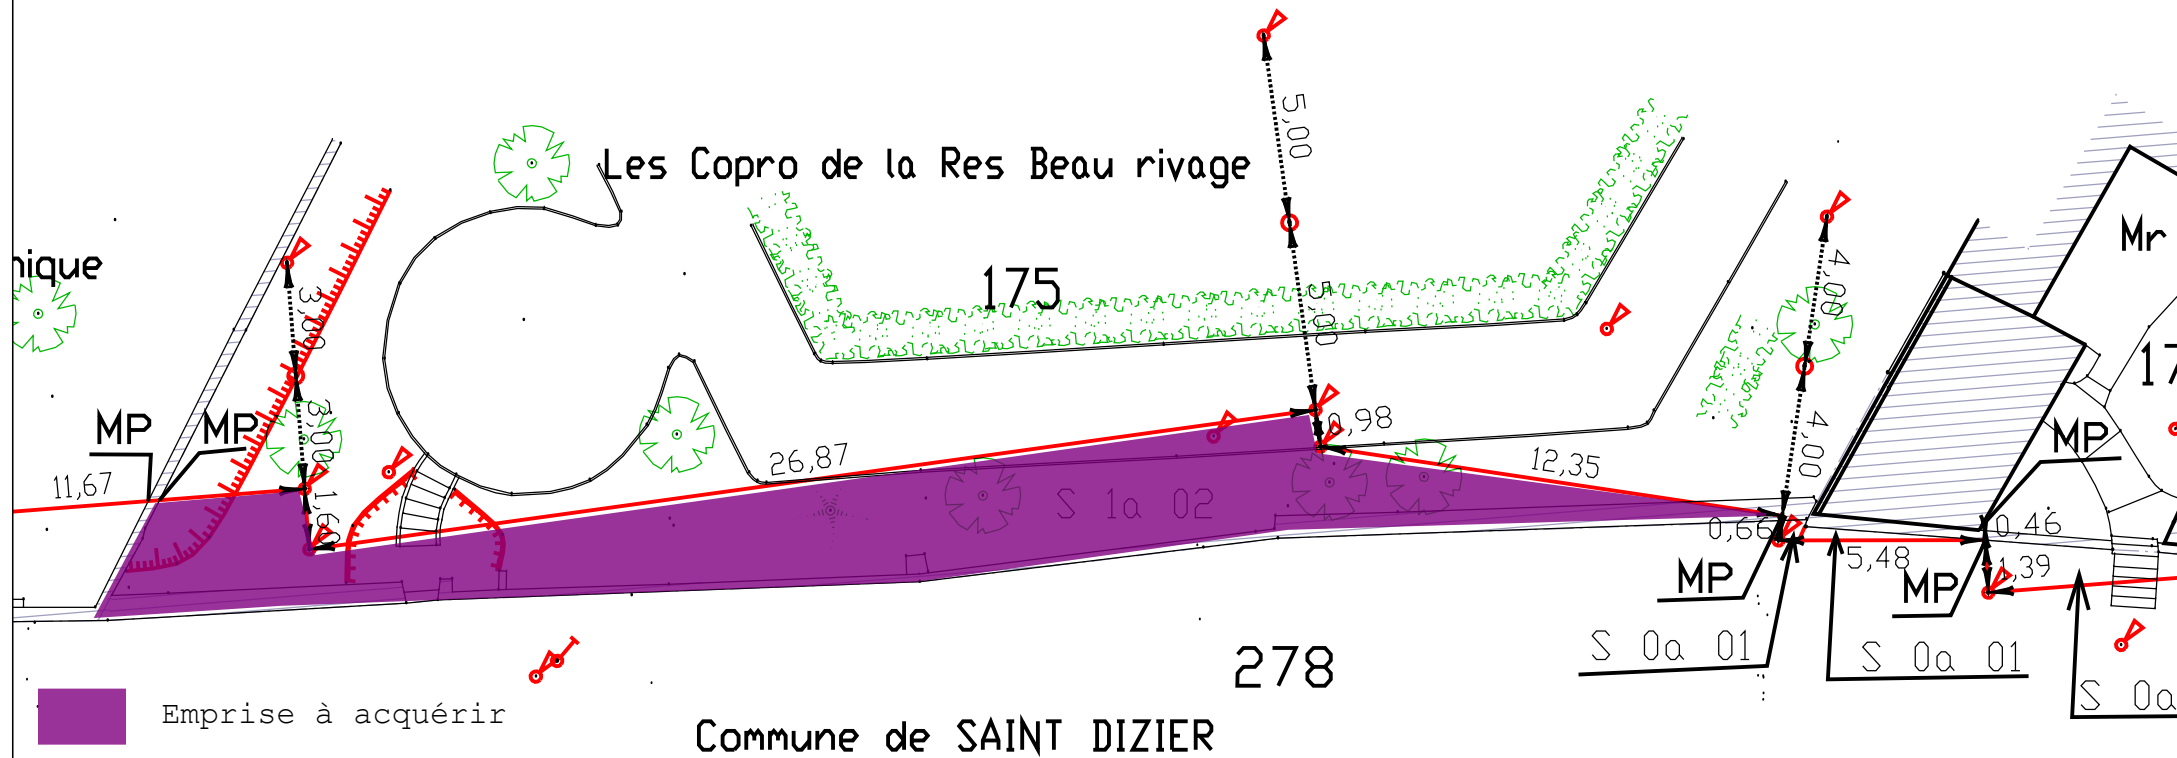 5,00
Les Copro de la Res Beau rivage
Mr
nique
4,00
175
3,00
5,00
17
3,00
0,98
MP
MP
4,00
MP
26,87
12,35
11,67
S 1a 02
1,60
0,66
0,46
5,48
1,39
MP
MP
S 0a 01
S 0a 01
278
S 0a
Emprise à acquérir
Commune de SAINT DIZIER